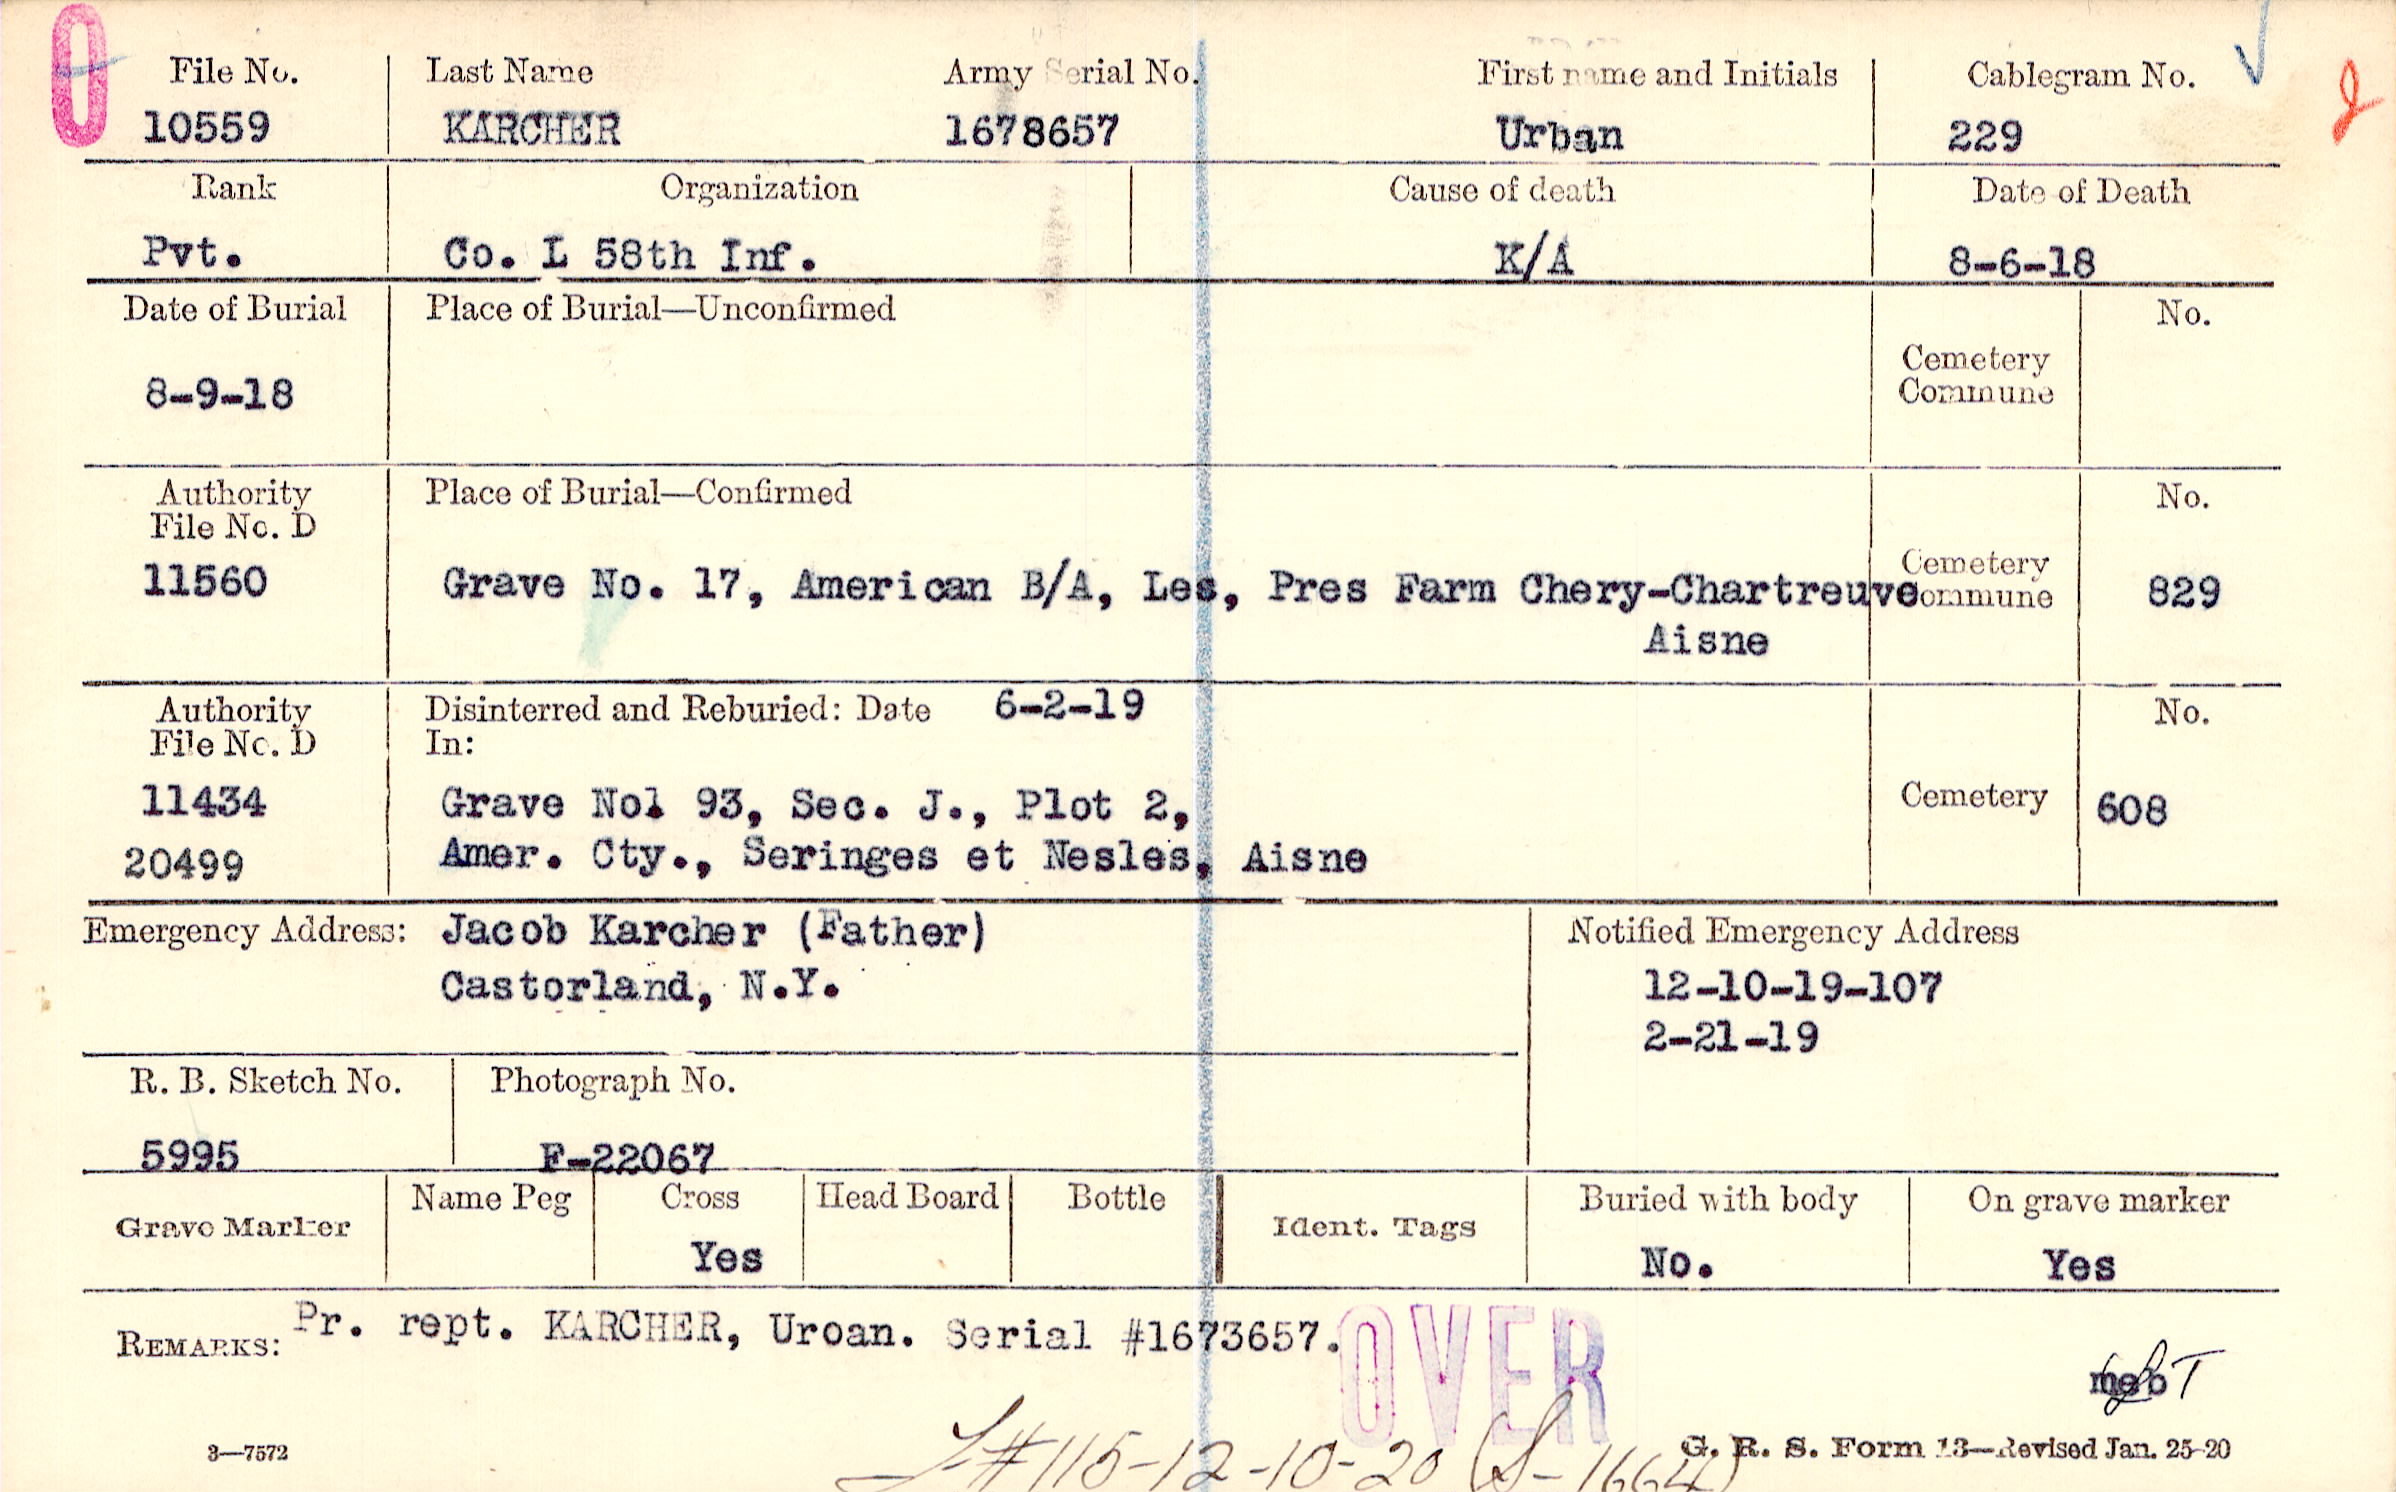 0
File No. Last Name Army Serial No. First name and Initials Cablegram No.
10559 KARCHER 1678657 Urban 229
2
Rank Organization Cause of death Date of Death
Pvt. Co. L 58th Inf. K/A 8-6-18
Date of Burial Place of Burial—Unconfirmed No.
Cemetery
Commune
8-9-18
Authority Place of Burial—Confirmed No.
File No. D
Cemetery
11560 Grave No. 17, American B/A, Les, Pres Farm Chery-Chartreuve Commune 829
Aisne
Authority Disinterred and Reburied: Date 6-2-19 No.
File No. D In:
11434 Grave No1 93, Sec. J., Plot 2, Cemetery 608
20499 Amer. Cty., Seringes et Nesles, Aisne
Emergency Address: Jacob Karcher (Father) Notified Emergency Address
Castorland, N.Y. 12-10-19-107
2-21-19
R. B. Sketch No. Photograph No.
5995 F-22067
Name Peg Cross Head Board Bottle Buried with body On grave marker
Grave Marker Ident. Tags
Yes No. Yes
REMARKS: Pr. rept. KARCHER, Uroan. Serial #1673657.
OVER
L#115-12-10-20 (S-1664)
3—7572 G. R. S. Form 13—Revised Jan. 25-20